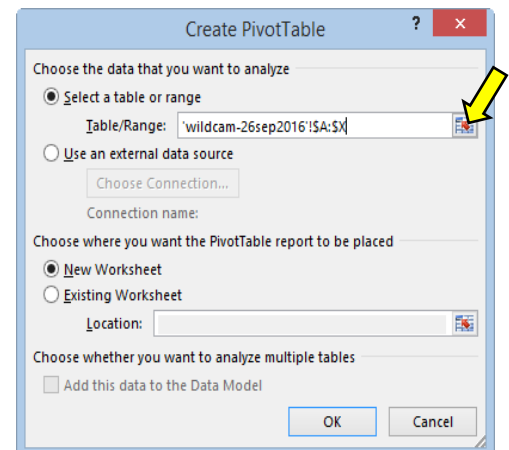 Create PivotTable ? ×
Choose the data that you want to analyze
Select a table or range
Table/Range: 'wildcam-26sep2016'!$A:$X
Use an external data source
Choose Connection...
Connection name:
Choose where you want the PivotTable report to be placed
New Worksheet
Existing Worksheet
Location:
Choose whether you want to analyze multiple tables
Add this data to the Data Model
OK Cancel